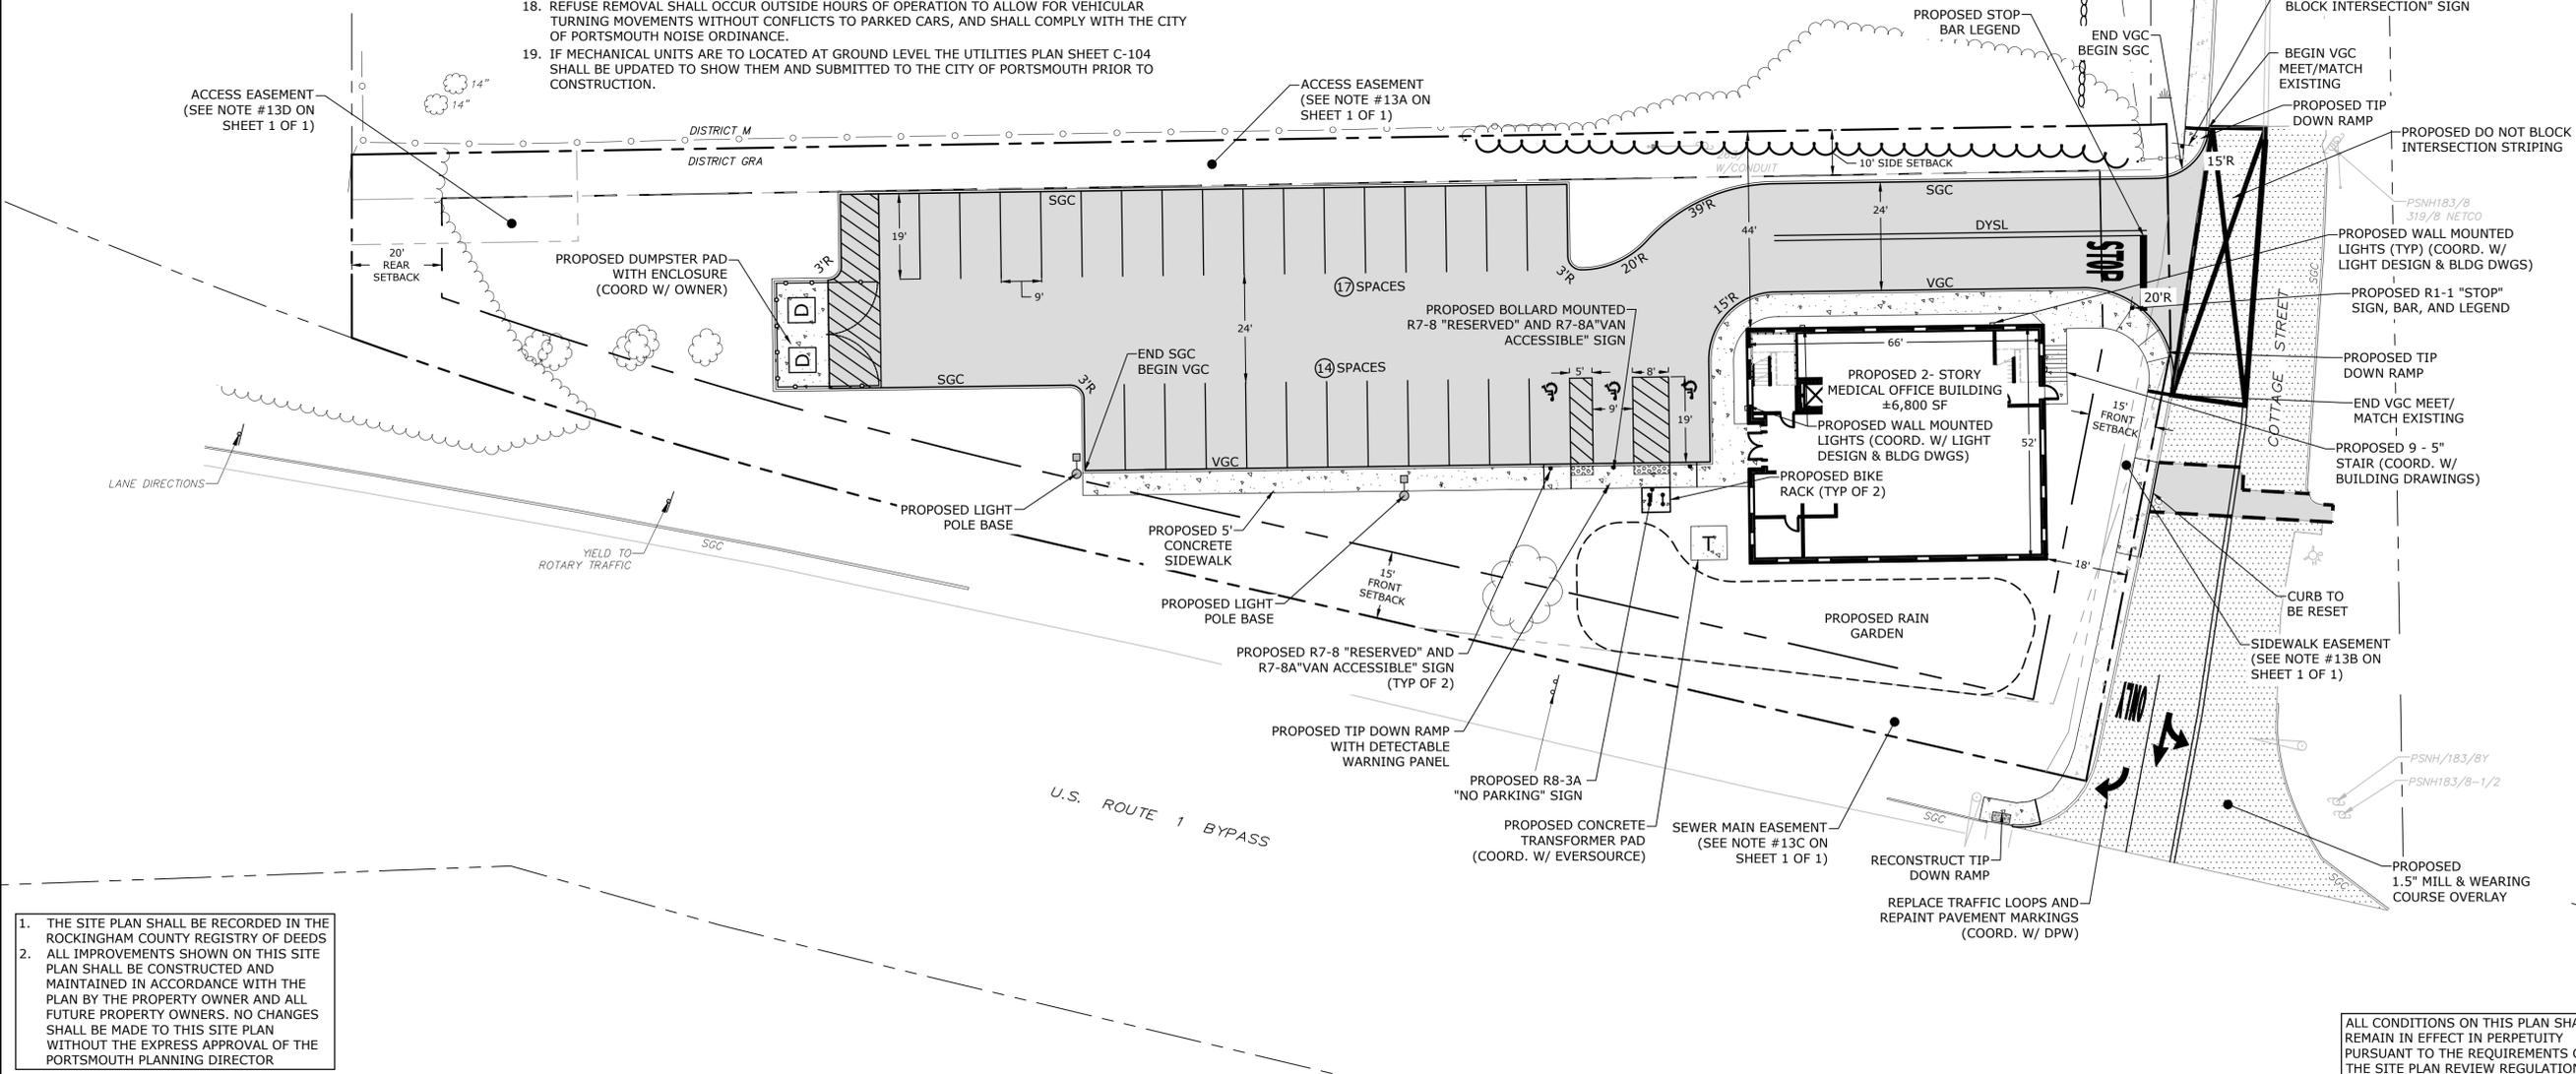 18. REFUSE REMOVAL SHALL OCCUR OUTSIDE HOURS OF OPERATION TO ALLOW FOR VEHICULAR
TURNING MOVEMENTS WITHOUT CONFLICTS TO PARKED CARS, AND SHALL COMPLY WITH THE CITY
OF PORTSMOUTH NOISE ORDINANCE.
19. IF MECHANICAL UNITS ARE TO LOCATED AT GROUND LEVEL THE UTILITIES PLAN SHEET C-104
SHALL BE UPDATED TO SHOW THEM AND SUBMITTED TO THE CITY OF PORTSMOUTH PRIOR TO
CONSTRUCTION.
BLOCK INTERSECTION" SIGN
PROPOSED STOP
BAR LEGEND
END VGC
BEGIN SGC
BEGIN VGC
MEET/MATCH
EXISTING
PROPOSED TIP
DOWN RAMP
PROPOSED DO NOT BLOCK
INTERSECTION STRIPING
14"
14"
ACCESS EASEMENT
(SEE NOTE #13D ON
SHEET 1 OF 1)
ACCESS EASEMENT
(SEE NOTE #13A ON
SHEET 1 OF 1)
DISTRICT M
DISTRICT GRA
W/CONDUIT
10' SIDE SETBACK
15'R
SGC
SGC
39'R
24'
DYSL
STOP
19'
44'
PSNH183/8
319/8 NETCO
PROPOSED WALL MOUNTED
LIGHTS (TYP) (COORD. W/
LIGHT DESIGN & BLDG DWGS)
20'
REAR
SETBACK
PROPOSED DUMPSTER PAD
WITH ENCLOSURE
(COORD W/ OWNER)
3'R
3'R
20'R
9'
17 SPACES
VGC
20'R
PROPOSED R1-1 "STOP"
SIGN, BAR, AND LEGEND
SGC
D
D
24'
15'R
PROPOSED BOLLARD MOUNTED
R7-8 "RESERVED" AND R7-8A"VAN
ACCESSIBLE" SIGN
66'
END SGC
BEGIN VGC
14 SPACES
SGC
3'R
5'
8'
9'
19'
PROPOSED 2- STORY
MEDICAL OFFICE BUILDING
±6,800 SF
PROPOSED TIP
DOWN RAMP
COTTAGE STREET
15'
FRONT
SETBACK
END VGC MEET/
MATCH EXISTING
PROPOSED WALL MOUNTED
LIGHTS (COORD. W/ LIGHT
DESIGN & BLDG DWGS)
52'
PROPOSED 9 - 5"
STAIR (COORD. W/
BUILDING DRAWINGS)
VGC
PROPOSED BIKE
RACK (TYP OF 2)
LANE DIRECTIONS
PROPOSED LIGHT
POLE BASE
PROPOSED 5'
CONCRETE
SIDEWALK
T
YIELD TO
ROTARY TRAFFIC
SGC
15'
FRONT
SETBACK
18'
CURB TO
BE RESET
PROPOSED LIGHT
POLE BASE
PROPOSED RAIN
GARDEN
PROPOSED R7-8 "RESERVED" AND
R7-8A"VAN ACCESSIBLE" SIGN
(TYP OF 2)
SIDEWALK EASEMENT
(SEE NOTE #13B ON
SHEET 1 OF 1)
ONLY
PROPOSED TIP DOWN RAMP
WITH DETECTABLE
WARNING PANEL
PROPOSED R8-3A
"NO PARKING" SIGN
PSNH/183/8Y
PSNH183/8-1/2
U.S. ROUTE 1 BYPASS
PROPOSED CONCRETE
TRANSFORMER PAD
(COORD. W/ EVERSOURCE)
SEWER MAIN EASEMENT
(SEE NOTE #13C ON
SHEET 1 OF 1)
SGC
RECONSTRUCT TIP
DOWN RAMP
SGC
PROPOSED
1.5" MILL & WEARING
COURSE OVERLAY
REPLACE TRAFFIC LOOPS AND
REPAINT PAVEMENT MARKINGS
(COORD. W/ DPW)
1. THE SITE PLAN SHALL BE RECORDED IN THE
ROCKINGHAM COUNTY REGISTRY OF DEEDS
2. ALL IMPROVEMENTS SHOWN ON THIS SITE
PLAN SHALL BE CONSTRUCTED AND
MAINTAINED IN ACCORDANCE WITH THE
PLAN BY THE PROPERTY OWNER AND ALL
FUTURE PROPERTY OWNERS. NO CHANGES
SHALL BE MADE TO THIS SITE PLAN
WITHOUT THE EXPRESS APPROVAL OF THE
PORTSMOUTH PLANNING DIRECTOR
ALL CONDITIONS ON THIS PLAN SHA
REMAIN IN EFFECT IN PERPETUITY
PURSUANT TO THE REQUIREMENTS O
THE SITE PLAN REVIEW REGULATION